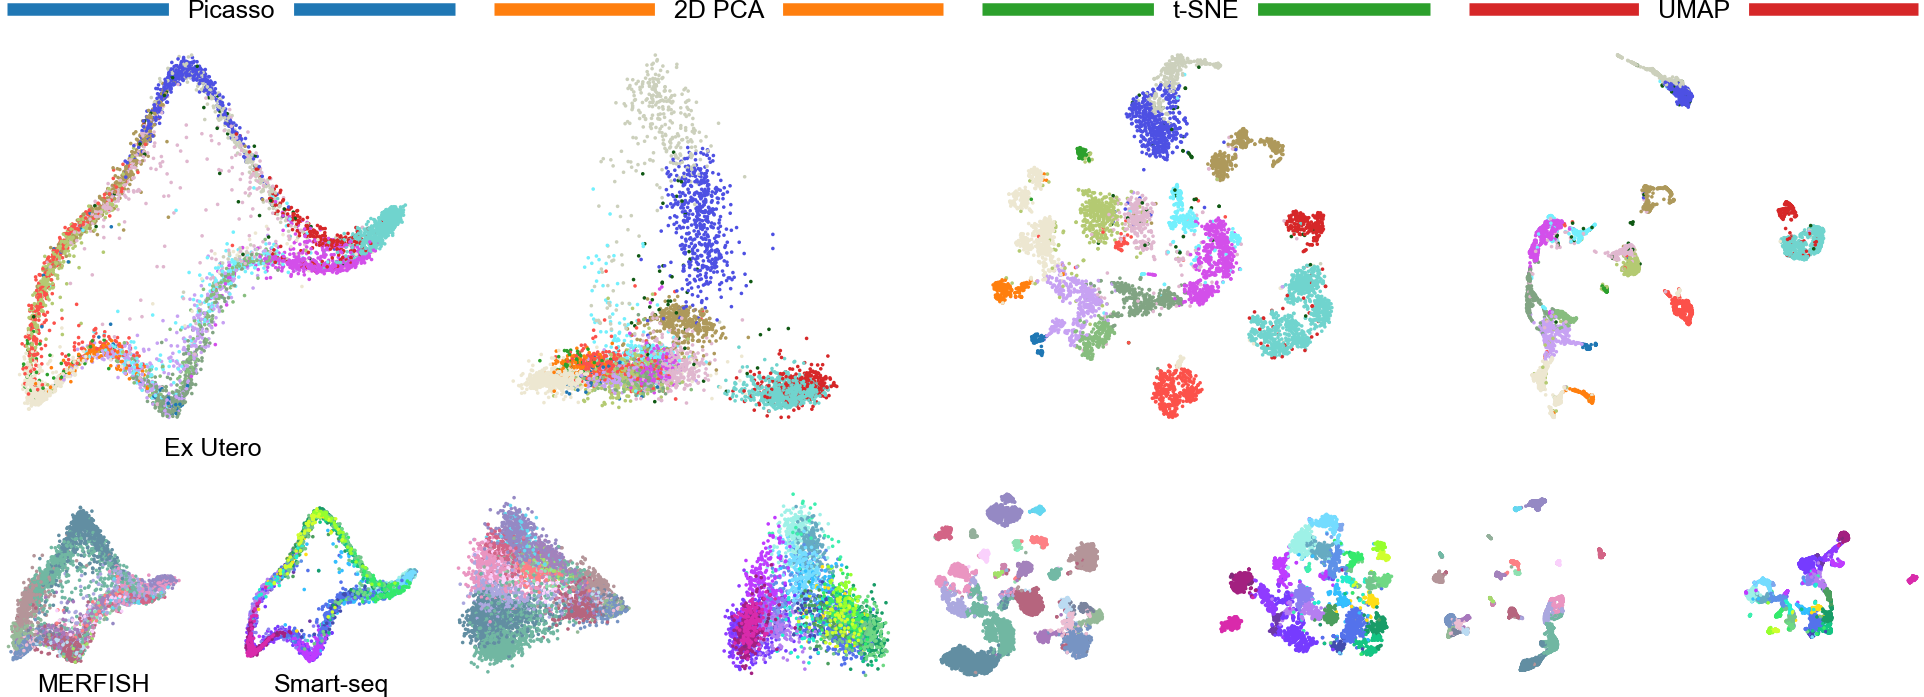 Picasso
2D PCA
t-SNE
UMAP
Ex Utero
MERFISH
Smart-seq